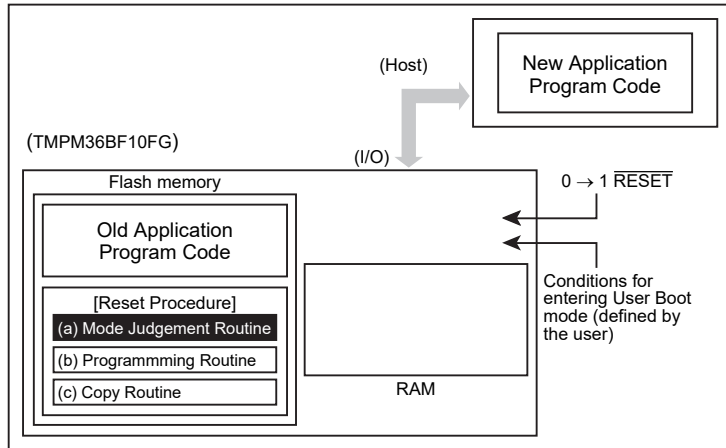 New Application
Program Code
(Host)
(TMPM36BF10FG)
(I/O)
Flash memory
0 → 1 RESET
Old Application
Program Code
Conditions for
entering User Boot
mode (defined by
the user)
[Reset Procedure]
(a) Mode Judgement Routine
(b) Programmming Routine
(c) Copy Routine
RAM